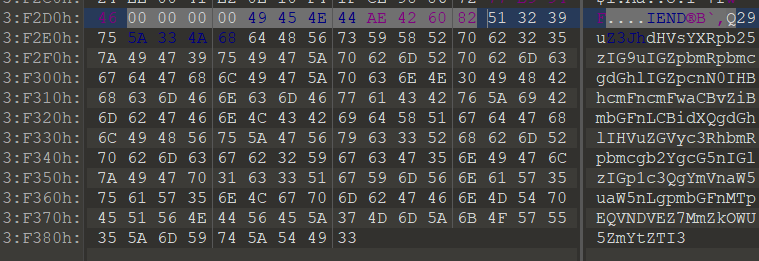 3:F2D0h: 00 00 00 00 49 45 4E 44 AE 42 60 82 51 32 39 ....IEND®B`‚Q29
3:F2E0h: 75 5A 33 4A 68 64 48 56 73 59 58 52 70 62 32 35 uZ3JhdHVsYXRpb25
3:F2F0h: 7A 49 47 39 75 49 47 5A 70 62 6D 52 70 62 6D 63 zIG9uIGZpbmRpbmc
3:F300h: 67 64 47 68 6C 49 47 5A 70 63 6E 4E 30 49 48 42 gdGhlIGZpcnN0IHB
3:F310h: 68 63 6D 46 6E 63 6D 46 77 61 43 42 76 5A 69 42 hcmFncmFwaCBvZiB
3:F320h: 6D 62 47 46 6E 4C 43 42 69 64 58 51 67 64 47 68 mbGFnLCBidXQgdGh
3:F330h: 6C 49 48 56 75 5A 47 56 79 63 33 52 68 62 6D 52 lIHVuZGVyc3RhbmR
3:F340h: 70 62 6D 63 67 62 32 59 67 63 47 35 6E 49 47 6C pbmcgb2YgcG5nIGl
3:F350h: 7A 49 47 70 31 63 33 51 67 59 6D 56 6E 61 57 35 zIGp1c3QgYmVnaW5
3:F360h: 75 61 57 35 6E 4C 67 70 6D 62 47 46 6E 4D 54 70 uaW5nLgpmbGFnMTp
3:F370h: 45 51 56 4E 44 56 45 5A 37 4D 6D 5A 6B 4F 57 55 EQVNDVEZ7MmZkOWU
3:F380h: 35 5A 6D 59 74 5A 54 49 33 5ZmYtZTI3